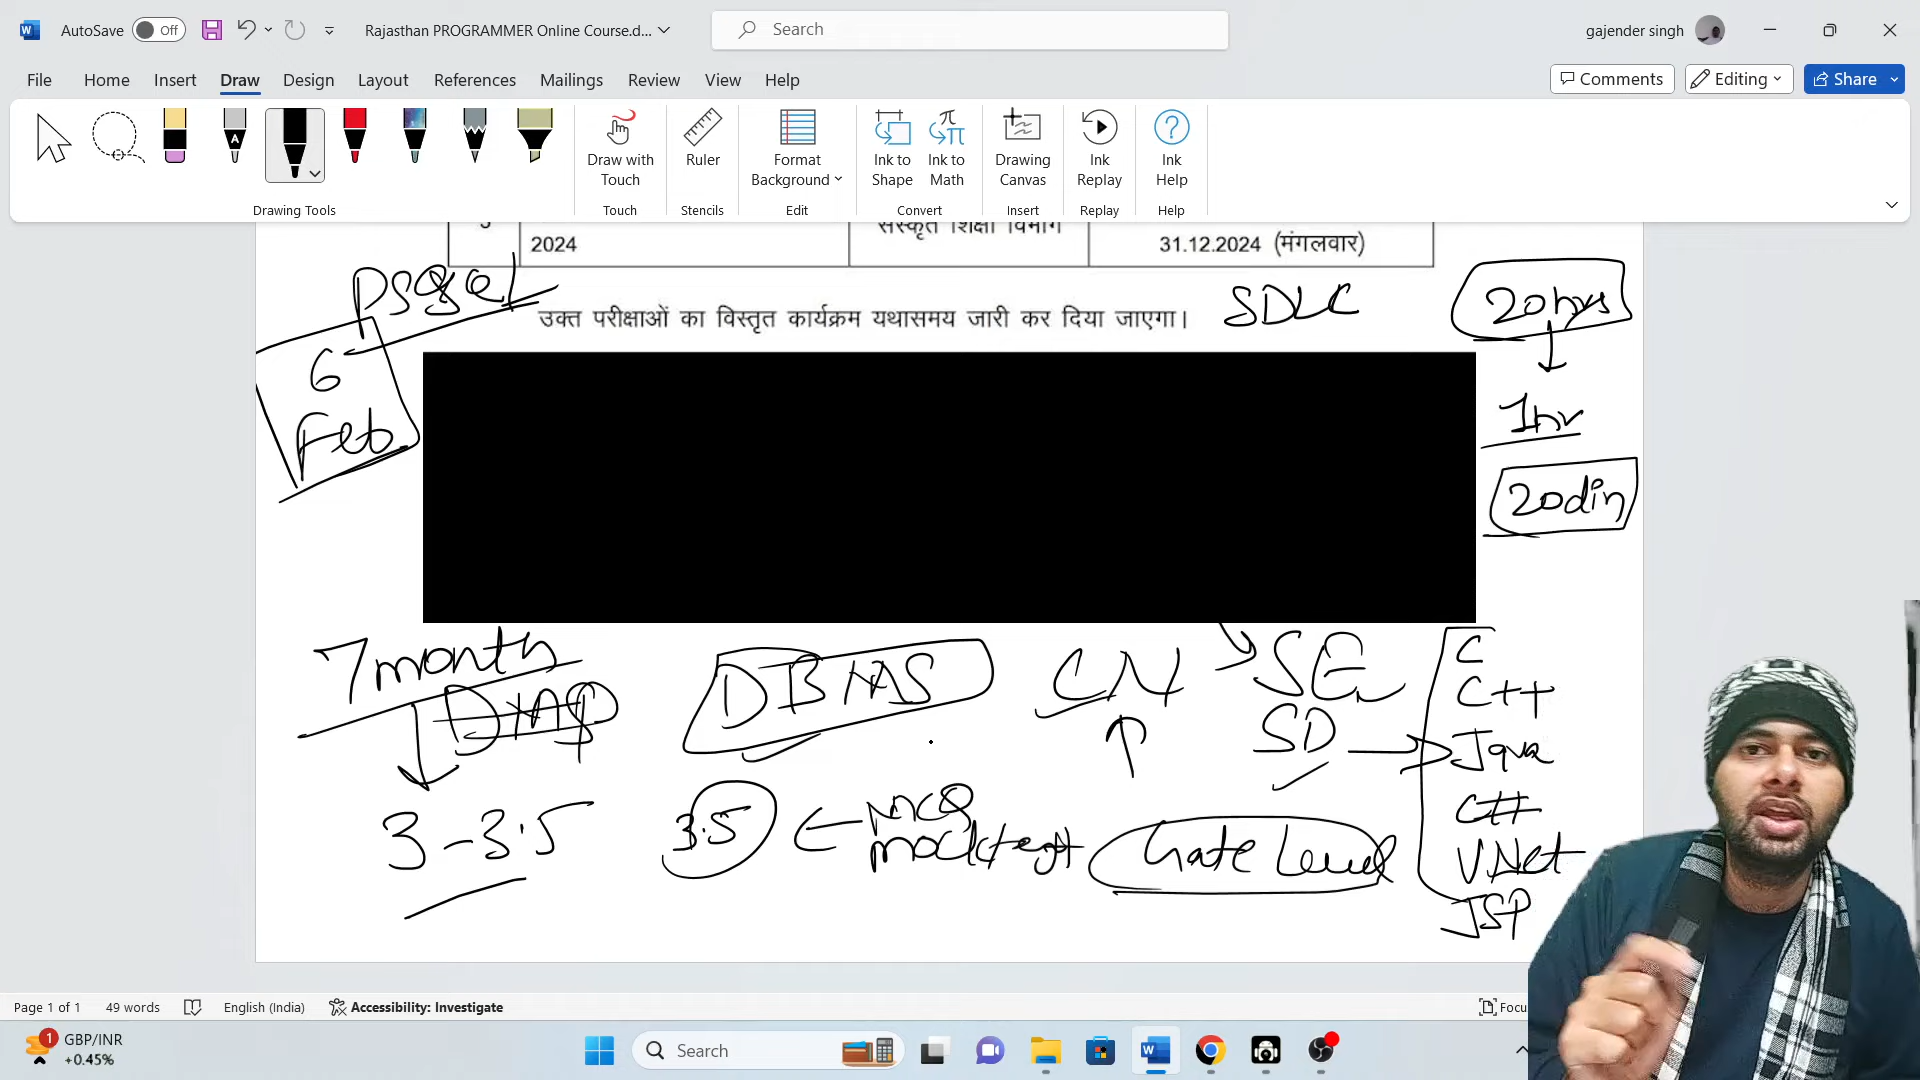 AutoSave Off Rajasthan PROGRAMMER Online Course.d... Search gajender singh
File Home Insert Draw Design Layout References Mailings Review View Help Comments Editing Share
A
Draw with Touch
Ruler
Format Background
Ink to Shape
Ink to Math
Drawing Canvas
Ink Replay
Ink Help
Drawing Tools Touch Stencils Edit Convert Insert Replay Help
2024 संस्कृत शिक्षा विभाग 31.12.2024 (मंगलवार)
उक्त परीक्षाओं का विस्तृत कार्यक्रम यथासमय जारी कर दिया जाएगा।
SDLC
20hrs
6
Feb
1hr
20din
7month
DBMS
CN
SE
SD
C
C++
Java
C#
VNet
JSP
3-3.5
3.5
MCQ
mocktest
Gate Level
Page 1 of 1 49 words English (India) Accessibility: Investigate Focu
1 GBP/INR
+0.45%
Search